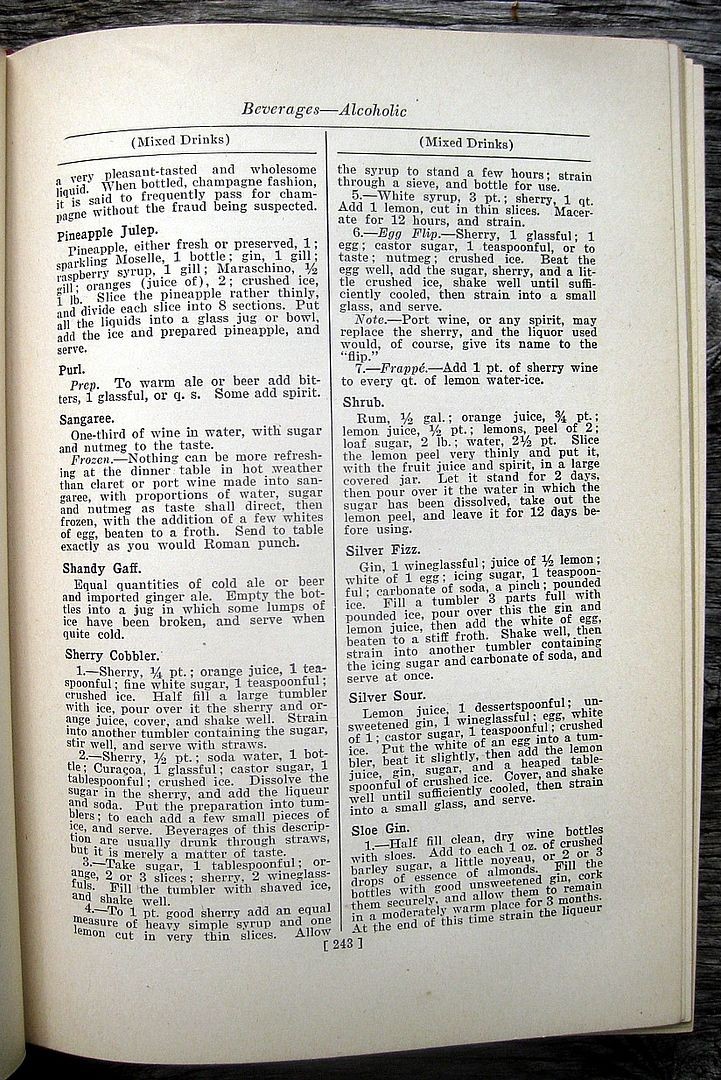 Beverages—Alcoholic
(Mixed Drinks)
a very pleasant-tasted and wholesome
liquid. When bottled, champagne fashion,
it is said to frequently pass for cham-
pagne without the fraud being suspected.
Pineapple Julep.
Pineapple, either fresh or preserved, 1;
sparkling Moselle, 1 bottle; gin, 1 gill;
raspberry syrup, 1 gill; Maraschino, ½
gill; oranges (juice of), 2; crushed ice,
1 lb. Slice the pineapple rather thinly,
and divide each slice into 8 sections. Put
all the liquids into a glass jug or bowl,
add the ice and prepared pineapple, and
serve.
Purl.
Prep. To warm ale or beer add bit-
ters, 1 glassful, or q. s. Some add spirit.
Sangaree.
One-third of wine in water, with sugar
and nutmeg to the taste.
Frozen.—Nothing can be more refresh-
ing at the dinner table in hot weather
than claret or port wine made into san-
garee, with proportions of water, sugar
and nutmeg as taste shall direct, then
frozen, with the addition of a few whites
of egg, beaten to a froth. Send to table
exactly as you would Roman punch.
Shandy Gaff.
Equal quantities of cold ale or beer
and imported ginger ale. Empty the bot-
tles into a jug in which some lumps of
ice have been broken, and serve when
quite cold.
Sherry Cobbler.
1.—Sherry, ¼ pt.; orange juice, 1 tea-
spoonful; fine white sugar, 1 teaspoonful;
crushed ice. Half fill a large tumbler
with ice, pour over it the sherry and or-
ange juice, cover, and shake well. Strain
into another tumbler containing the sugar,
stir well, and serve with straws.
2.—Sherry, ½ pt.; soda water, 1 bot-
tle; Curaçoa, 1 glassful; castor sugar, 1
tablespoonful; crushed ice. Dissolve the
sugar in the sherry, and add the liqueur
and soda. Put the preparation into tum-
blers; to each add a few small pieces of
ice, and serve. Beverages of this descrip-
tion are usually drunk through straws,
but it is merely a matter of taste.
3.—Take sugar, 1 tablespoonful; or-
ange, 2 or 3 slices; sherry, 2 wineglass-
fuls. Fill the tumbler with shaved ice,
and shake well.
4.—To 1 pt. good sherry add an equal
measure of heavy simple syrup and one
lemon cut in very thin slices. Allow
(Mixed Drinks)
the syrup to stand a few hours; strain
through a sieve, and bottle for use.
5.—White syrup, 3 pt.; sherry, 1 qt.
Add 1 lemon, cut in thin slices. Macer-
ate for 12 hours, and strain.
6.—Egg Flip.—Sherry, 1 glassful; 1
egg; castor sugar, 1 teaspoonful, or to
taste; nutmeg; crushed ice. Beat the
egg well, add the sugar, sherry, and a lit-
tle crushed ice, shake well until suffi-
ciently cooled, then strain into a small
glass, and serve.
Note.—Port wine, or any spirit, may
replace the sherry, and the liquor used
would, of course, give its name to the
"flip."
7.—Frappé.—Add 1 pt. of sherry wine
to every qt. of lemon water-ice.
Shrub.
Rum, ½ gal.; orange juice, ¾ pt.;
lemon juice, ½ pt.; lemons, peel of 2;
loaf sugar, 2 lb.; water, 2½ pt. Slice
the lemon peel very thinly and put it,
with the fruit juice and spirit, in a large
covered jar. Let it stand for 2 days,
then pour over it the water in which the
sugar has been dissolved, take out the
lemon peel, and leave it for 12 days be-
fore using.
Silver Fizz.
Gin, 1 wineglassful; juice of ½ lemon;
white of 1 egg; icing sugar, 1 teaspoon-
ful; carbonate of soda, a pinch; pounded
ice. Fill a tumbler 3 parts full with
pounded ice, pour over this the gin and
lemon juice, then add the white of egg,
beaten to a stiff froth. Shake well, then
strain into another tumbler containing
the icing sugar and carbonate of soda, and
serve at once.
Silver Sour.
Lemon juice, 1 dessertspoonful; un-
sweetened gin, 1 wineglassful; egg, white
of 1; castor sugar, 1 teaspoonful; crushed
ice. Put the white of an egg into a tum-
bler, beat it slightly, then add the lemon
juice, gin, sugar, and a heaped table-
spoonful of crushed ice. Cover, and shake
well until sufficiently cooled, then strain
into a small glass, and serve.
Sloe Gin.
1.—Half fill clean, dry wine bottles
with sloes. Add to each 1 oz. of crushed
barley sugar, a little noyeau, or 2 or 3
drops of essence of almonds. Fill the
bottles with good unsweetened gin, cork
them securely, and allow them to remain
in a moderately warm place for 3 months.
At the end of this time strain the liqueur
[ 243 ]